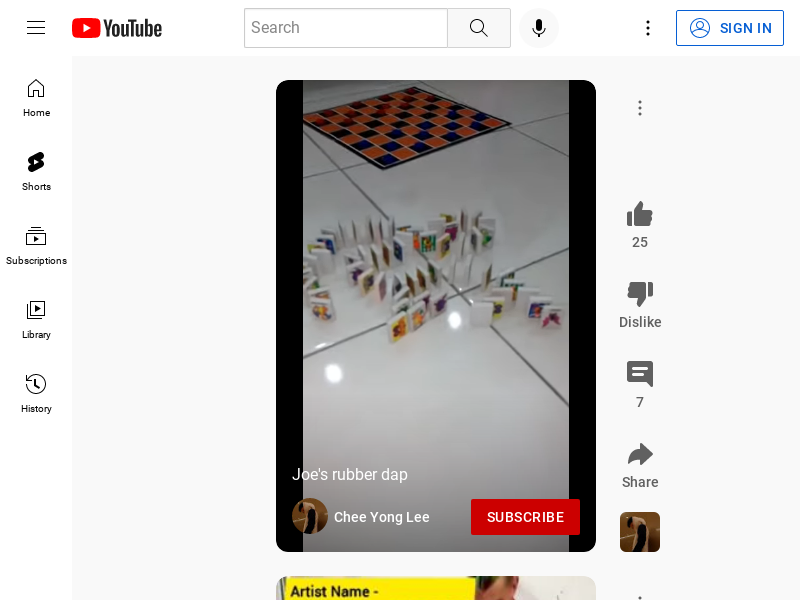 YouTube
Search
SIGN IN
Home
Shorts
Subscriptions
Library
History
25
Dislike
7
Share
Joe's rubber dap
Chee Yong Lee
SUBSCRIBE
Artist Name -